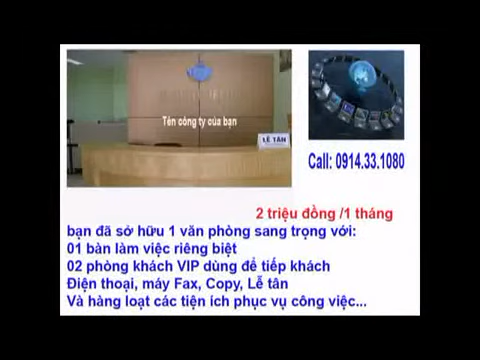 Tên công ty của bạn
LỄ TÂN
Call: 0914.33.1080
2 triệu đồng /1 tháng
bạn đã sở hữu 1 văn phòng sang trọng với:
01 bàn làm việc riêng biệt
02 phòng khách VIP dùng để tiếp khách
Điện thoại, máy Fax, Copy, Lễ tân
Và hàng loạt các tiện ích phục vụ công việc...